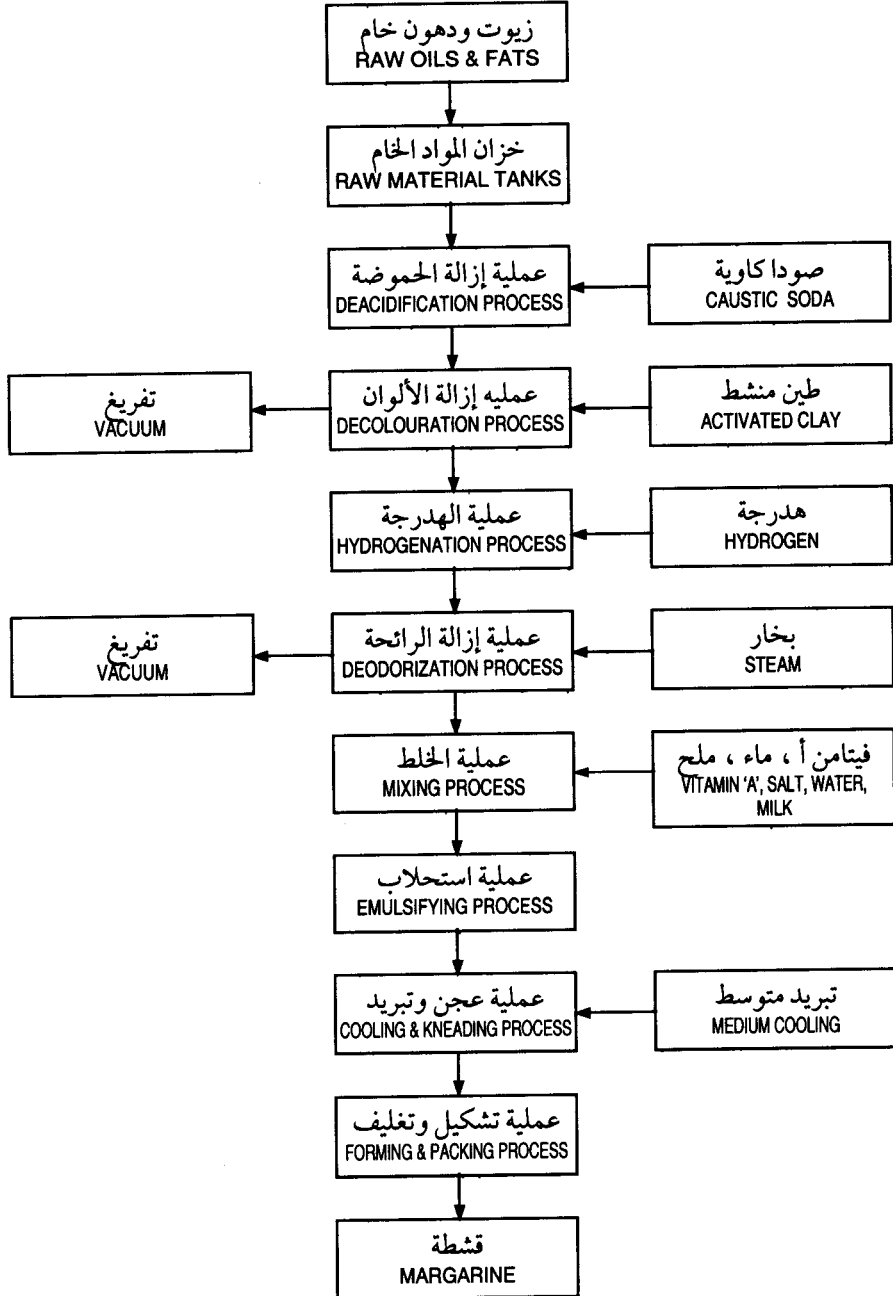 زيوت ودهون خام
RAW OILS & FATS
خزان المواد الخام
RAW MATERIAL TANKS
عملية إزالة الحموضة
DEACIDIFICATION PROCESS
صودا كاوية
CAUSTIC SODA
تفريغ
VACUUM
عمليه إزالة الألوان
DECOLOURATION PROCESS
طين منشط
ACTIVATED CLAY
عملية الهدرجة
HYDROGENATION PROCESS
هدرجة
HYDROGEN
تفريغ
VACUUM
عملية إزالة الرائحة
DEODORIZATION PROCESS
بخار
STEAM
عملية الخلط
MIXING PROCESS
فيتامن أ ، ماء ، ملح
VITAMIN 'A', SALT, WATER,
MILK
عملية استحلاب
EMULSIFYING PROCESS
عملية عجن وتبريد
COOLING & KNEADING PROCESS
تبريد متوسط
MEDIUM COOLING
عملية تشكيل وتغليف
FORMING & PACKING PROCESS
قشطة
MARGARINE